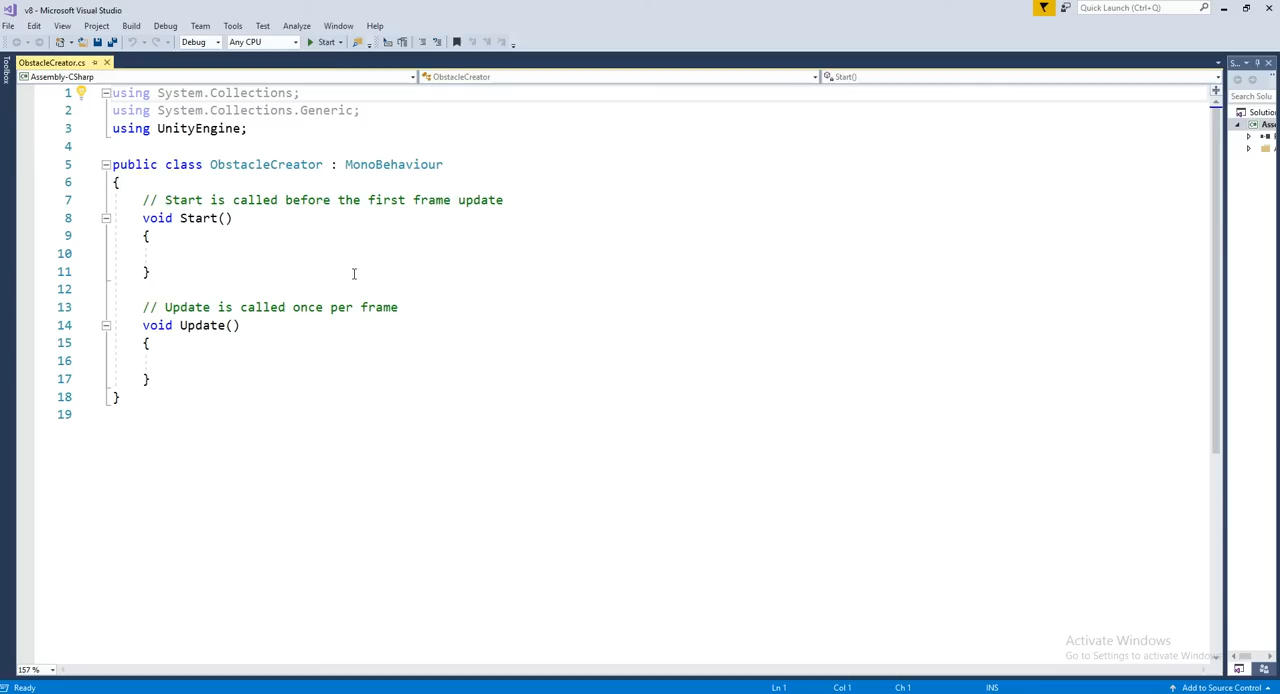 v8 - Microsoft Visual Studio
Quick Launch (Ctrl+Q)
File Edit View Project Build Debug Team Tools Test Analyze Window Help
Debug Any CPU Start
Toolbox
ObstacleCreator.cs
S...
Assembly-CSharp ObstacleCreator Start()
Search Solu
Solution
Asse
1 using System.Collections;
2 using System.Collections.Generic;
3 using UnityEngine;
4
5 public class ObstacleCreator : MonoBehaviour
6 {
7 // Start is called before the first frame update
8 void Start()
9 {
10
11 }
12
13 // Update is called once per frame
14 void Update()
15 {
16
17 }
18 }
19
Activate Windows
Go to Settings to activate Windows
157 %
Ready Ln 1 Col 1 Ch 1 INS Add to Source Control